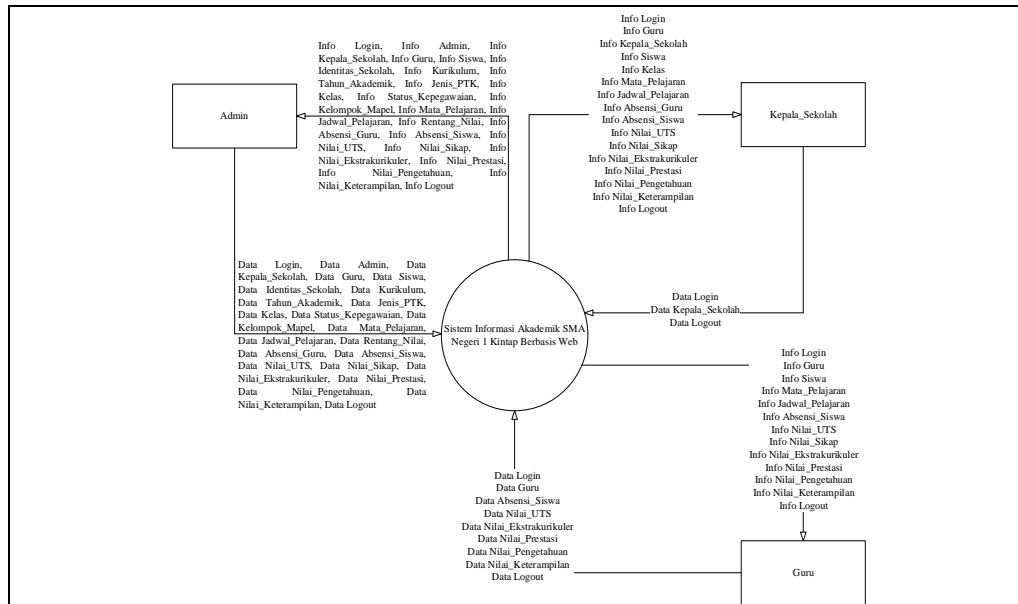 Info Login, Info Admin, Info
Kepala_Sekolah, Info Guru, Info Siswa, Info
Identitas_Sekolah, Info Kurikulum, Info
Tahun_Akademik, Info Jenis_PTK, Info
Kelas, Info Status_Kepegawaian, Info
Kelompok_Mapel, Info Mata_Pelajaran, Info
Jadwal_Pelajaran, Info Rentang_Nilai, Info
Absensi_Guru, Info Absensi_Siswa, Info
Nilai_UTS, Info Nilai_Sikap, Info
Nilai_Ekstrakurikuler, Info Nilai_Prestasi,
Info Nilai_Pengetahuan, Info
Nilai_Keterampilan, Info Logout
Info Login
Info Guru
Info Kepala_Sekolah
Info Siswa
Info Kelas
Info Mata_Pelajaran
Info Jadwal_Pelajaran
Info Absensi_Guru
Info Absensi_Siswa
Info Nilai_UTS
Info Nilai_Sikap
Info Nilai_Ekstrakurikuler
Info Nilai_Prestasi
Info Nilai_Pengetahuan
Info Nilai_Keterampilan
Info Logout
Admin
Kepala_Sekolah
Data Login, Data Admin, Data
Kepala_Sekolah, Data Guru, Data Siswa,
Data Identitas_Sekolah, Data Kurikulum,
Data Tahun_Akademik, Data Jenis_PTK,
Data Kelas, Data Status_Kepegawaian, Data
Kelompok_Mapel, Data Mata_Pelajaran,
Data Jadwal_Pelajaran, Data Rentang_Nilai,
Data Absensi_Guru, Data Absensi_Siswa,
Data Nilai_UTS, Data Nilai_Sikap, Data
Nilai_Ekstrakurikuler, Data Nilai_Prestasi,
Data Nilai_Pengetahuan, Data
Nilai_Keterampilan, Data Logout
Sistem Informasi Akademik SMA
Negeri 1 Kintap Berbasis Web
Data Login
Data Kepala_Sekolah
Data Logout
Info Login
Info Guru
Info Siswa
Info Mata_Pelajaran
Info Jadwal_Pelajaran
Info Absensi_Siswa
Info Nilai_UTS
Info Nilai_Sikap
Info Nilai_Ekstrakurikuler
Info Nilai_Prestasi
Info Nilai_Pengetahuan
Info Nilai_Keterampilan
Info Logout
Data Login
Data Guru
Data Absensi_Siswa
Data Nilai_UTS
Data Nilai_Ekstrakurikuler
Data Nilai_Prestasi
Data Nilai_Pengetahuan
Data Nilai_Keterampilan
Data Logout
Guru